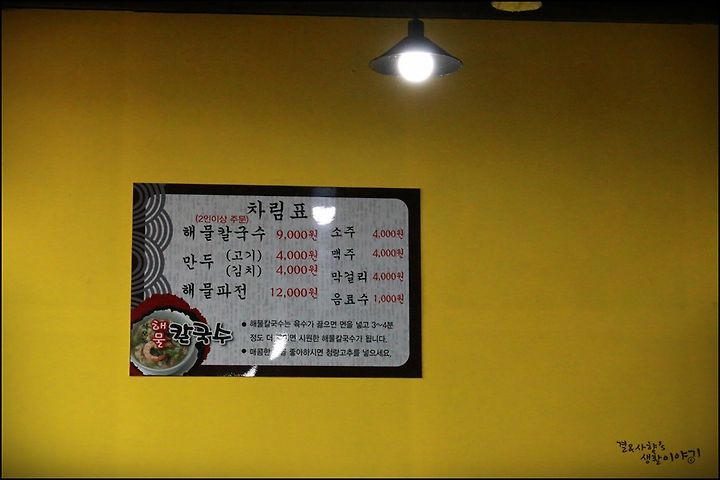 차림표
(2인이상 주문)
해물칼국수 9,000원
만두 (고기) 4,000원
(김치) 4,000원
해물파전 12,000원
소주 4,000원
맥주 4,000원
막걸리 4,000원
음료수 1,000원
해물
칼국수
● 해물칼국수는 육수가 끓으면 면을 넣고 3~4분
정도 더 시원한 해물칼국수가 됩니다.
● 좋아하시면 청량고추를 넣으세요.
결&사향's
생활이야기